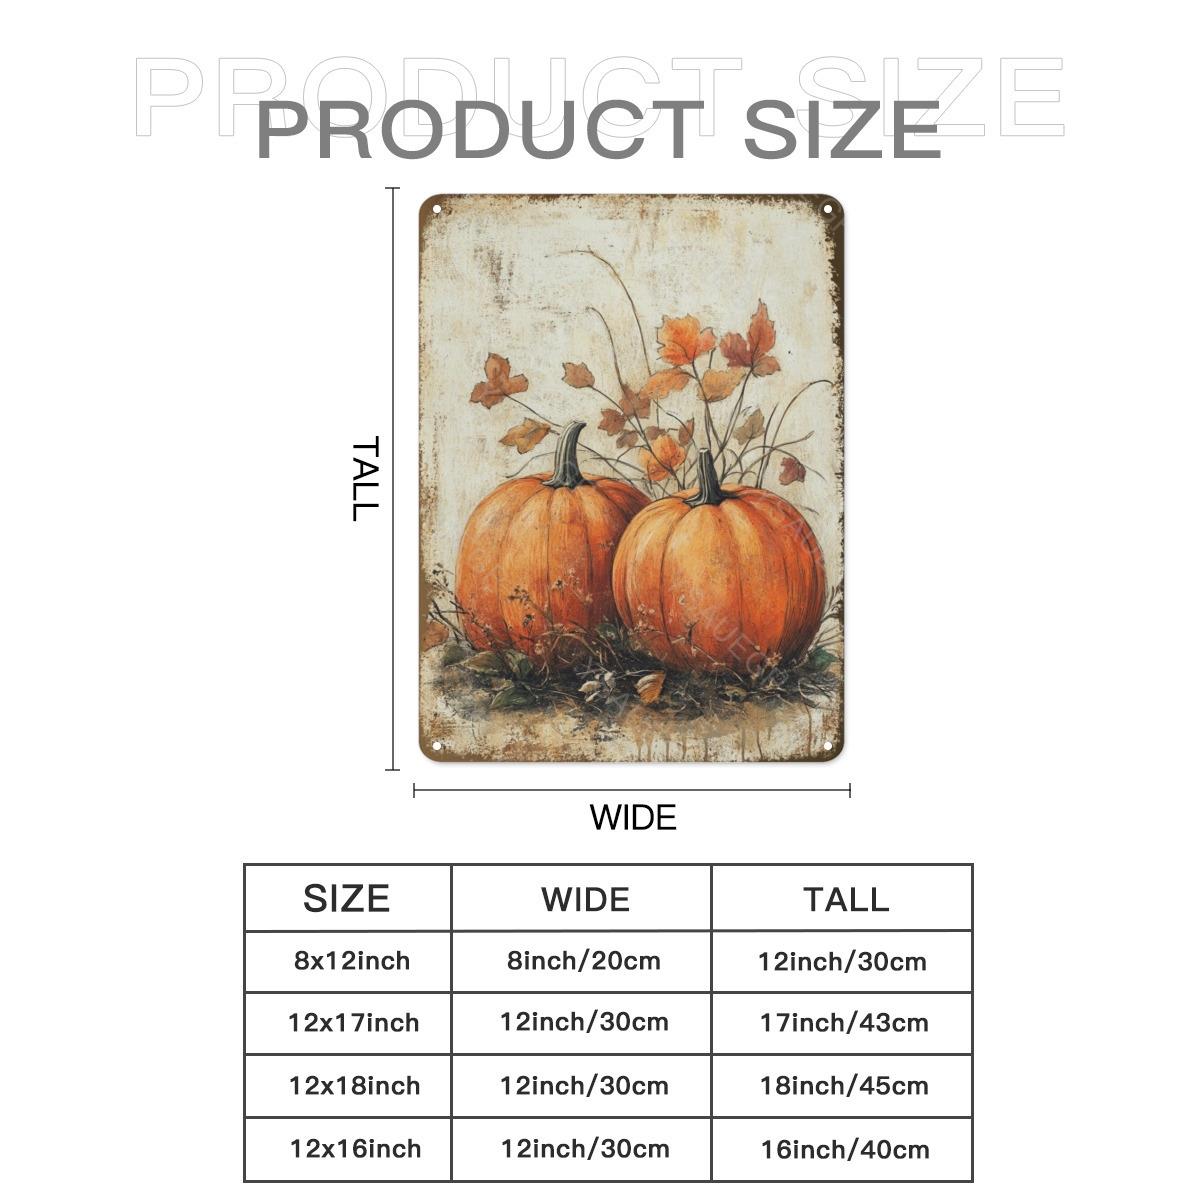 PRODUCT SIZE
PRODUCT SIZE
TALL
WIDE
SIZE WIDE TALL
8x12inch 8inch/20cm 12inch/30cm
12x17inch 12inch/30cm 17inch/43cm
12x18inch 12inch/30cm 18inch/45cm
12x16inch 12inch/30cm 16inch/40cm